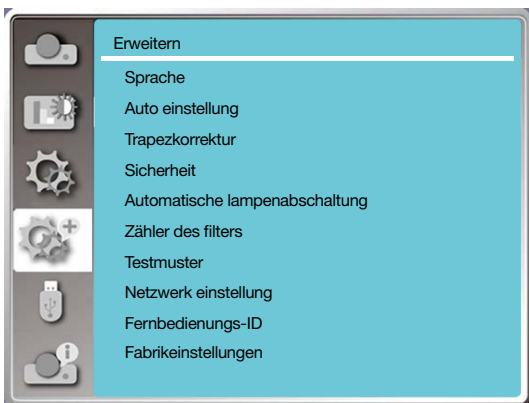 Erweitern
Sprache
Auto einstellung
Trapezkorrektur
Sicherheit
Automatische lampenabschaltung
Zähler des filters
Testmuster
Netzwerk einstellung
Fernbedienungs-ID
Fabrikeinstellungen